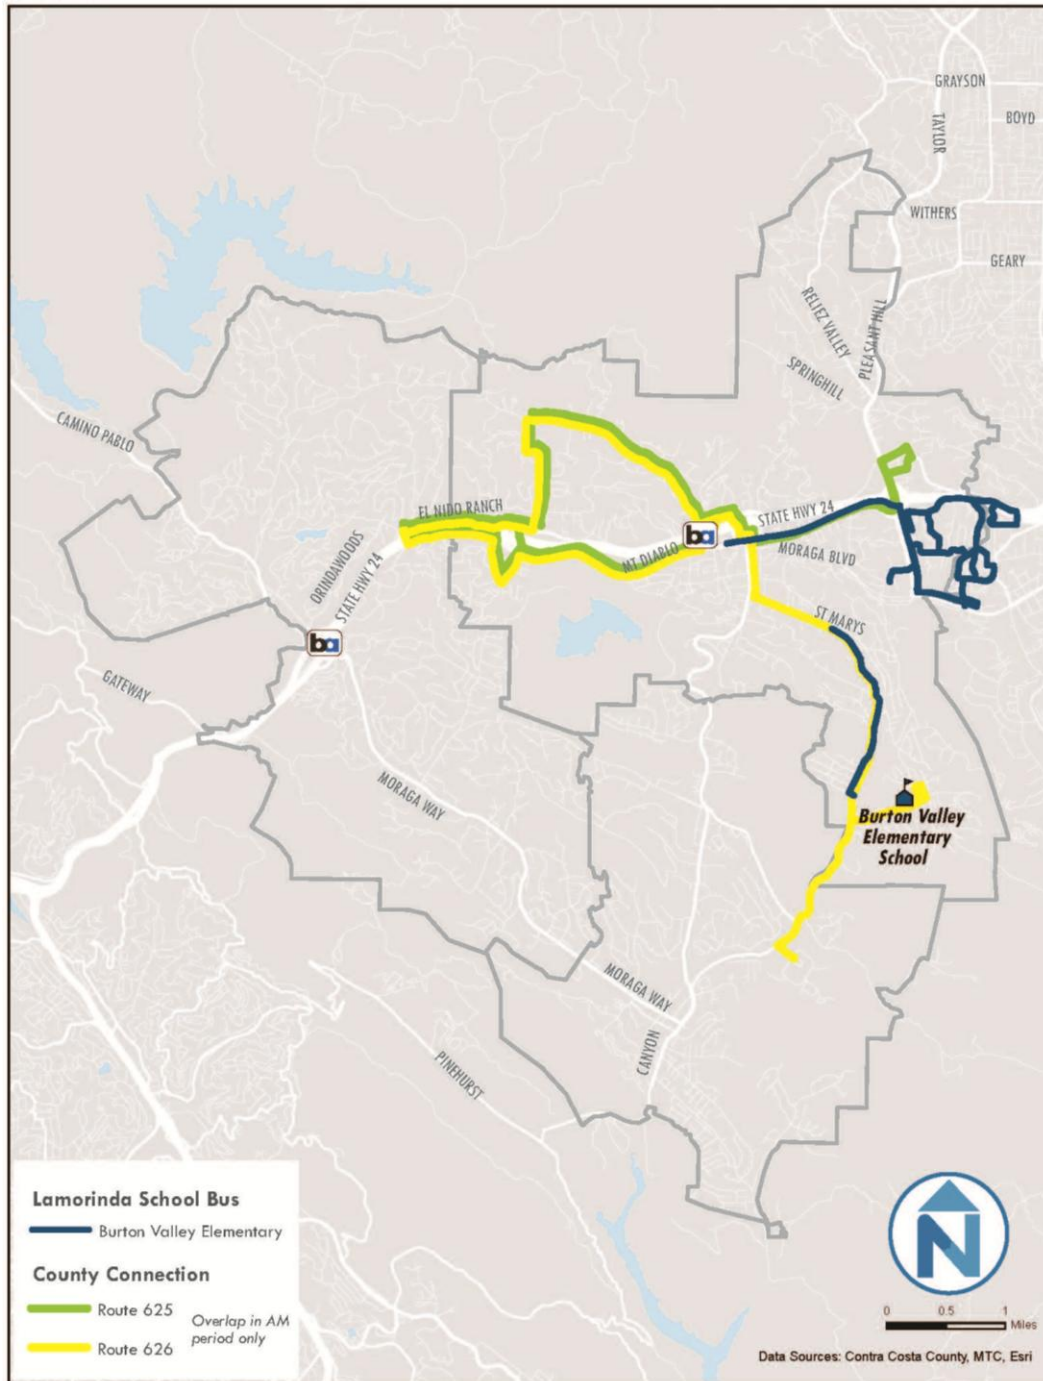 GRAYSON
TAYLOR
BOYD
WITHERS
GEARY
RELIEZ VALLEY
PLEASANT HILL
SPRINGHILL
CAMINO PABLO
EL NIDO RANCH
STATE HWY 24
ORINDAWOODS
STATE HWY 24
ba
MT DIABLO
MORAGA BLVD
ST MARYS
ba
GATEWAY
MORAGA WAY
Burton Valley
Elementary
School
MORAGA WAY
CANYON
PINEHURST
Lamorinda School Bus
Burton Valley Elementary
County Connection
Route 625
Overlap in AM
period only
Route 626
N
0 0.5 1
Miles
Data Sources: Contra Costa County, MTC, Esri